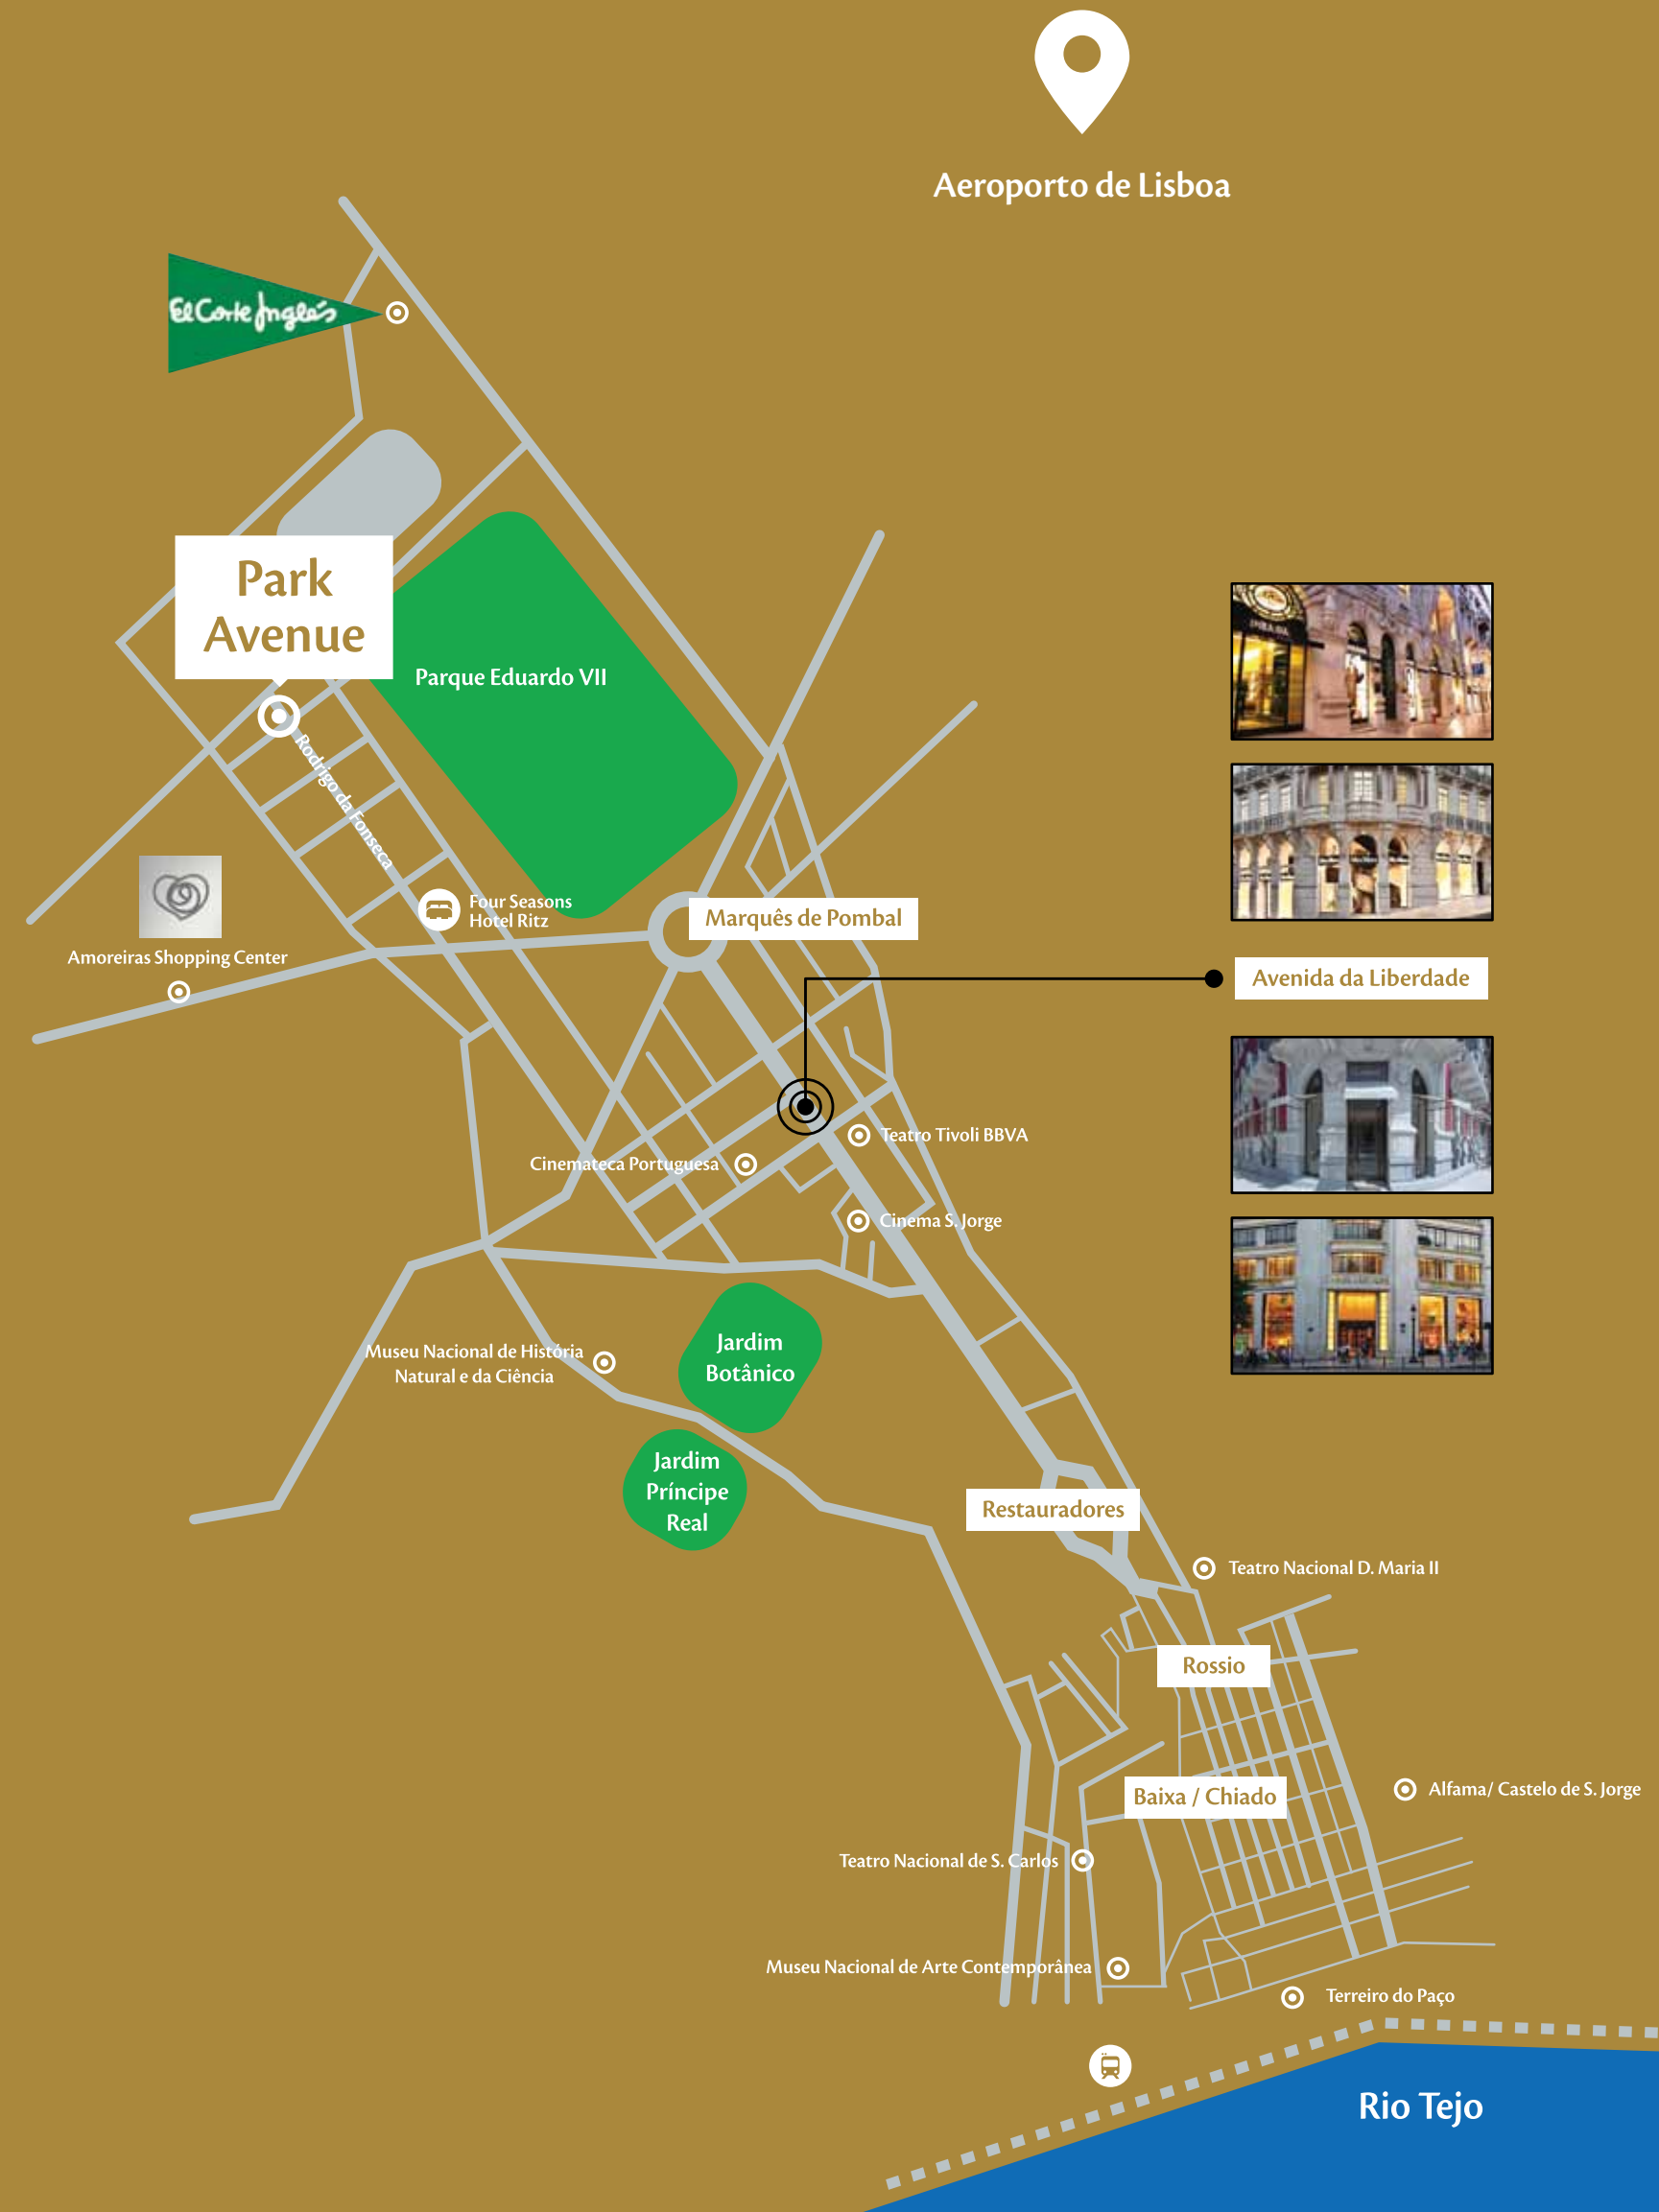 Aeroporto de Lisboa
El Corte Inglés
Park
Avenue
Parque Eduardo VII
Rodrigo da Fonseca
Four Seasons
Hotel Ritz
Marquês de Pombal
Amoreiras Shopping Center
Avenida da Liberdade
Teatro Tivoli BBVA
Cinemateca Portuguesa
Cinema S. Jorge
Jardim
Botânico
Museu Nacional de História
Natural e da Ciência
Jardim
Príncipe
Real
Restauradores
Teatro Nacional D. Maria II
Rossio
Alfama/ Castelo de S. Jorge
Baixa / Chiado
Teatro Nacional de S. Carlos
Museu Nacional de Arte Contemporânea
Terreiro do Paço
Rio Tejo